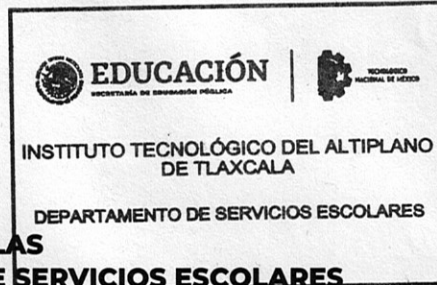 EDUCACIÓN
SECRETARÍA DE EDUCACIÓN PÚBLICA
TECNOLÓGICO
NACIONAL DE MÉXICO
INSTITUTO TECNOLÓGICO DEL ALTIPLANO
DE TLAXCALA
DEPARTAMENTO DE SERVICIOS ESCOLARES
LAS
E SERVICIOS ESCOLARES